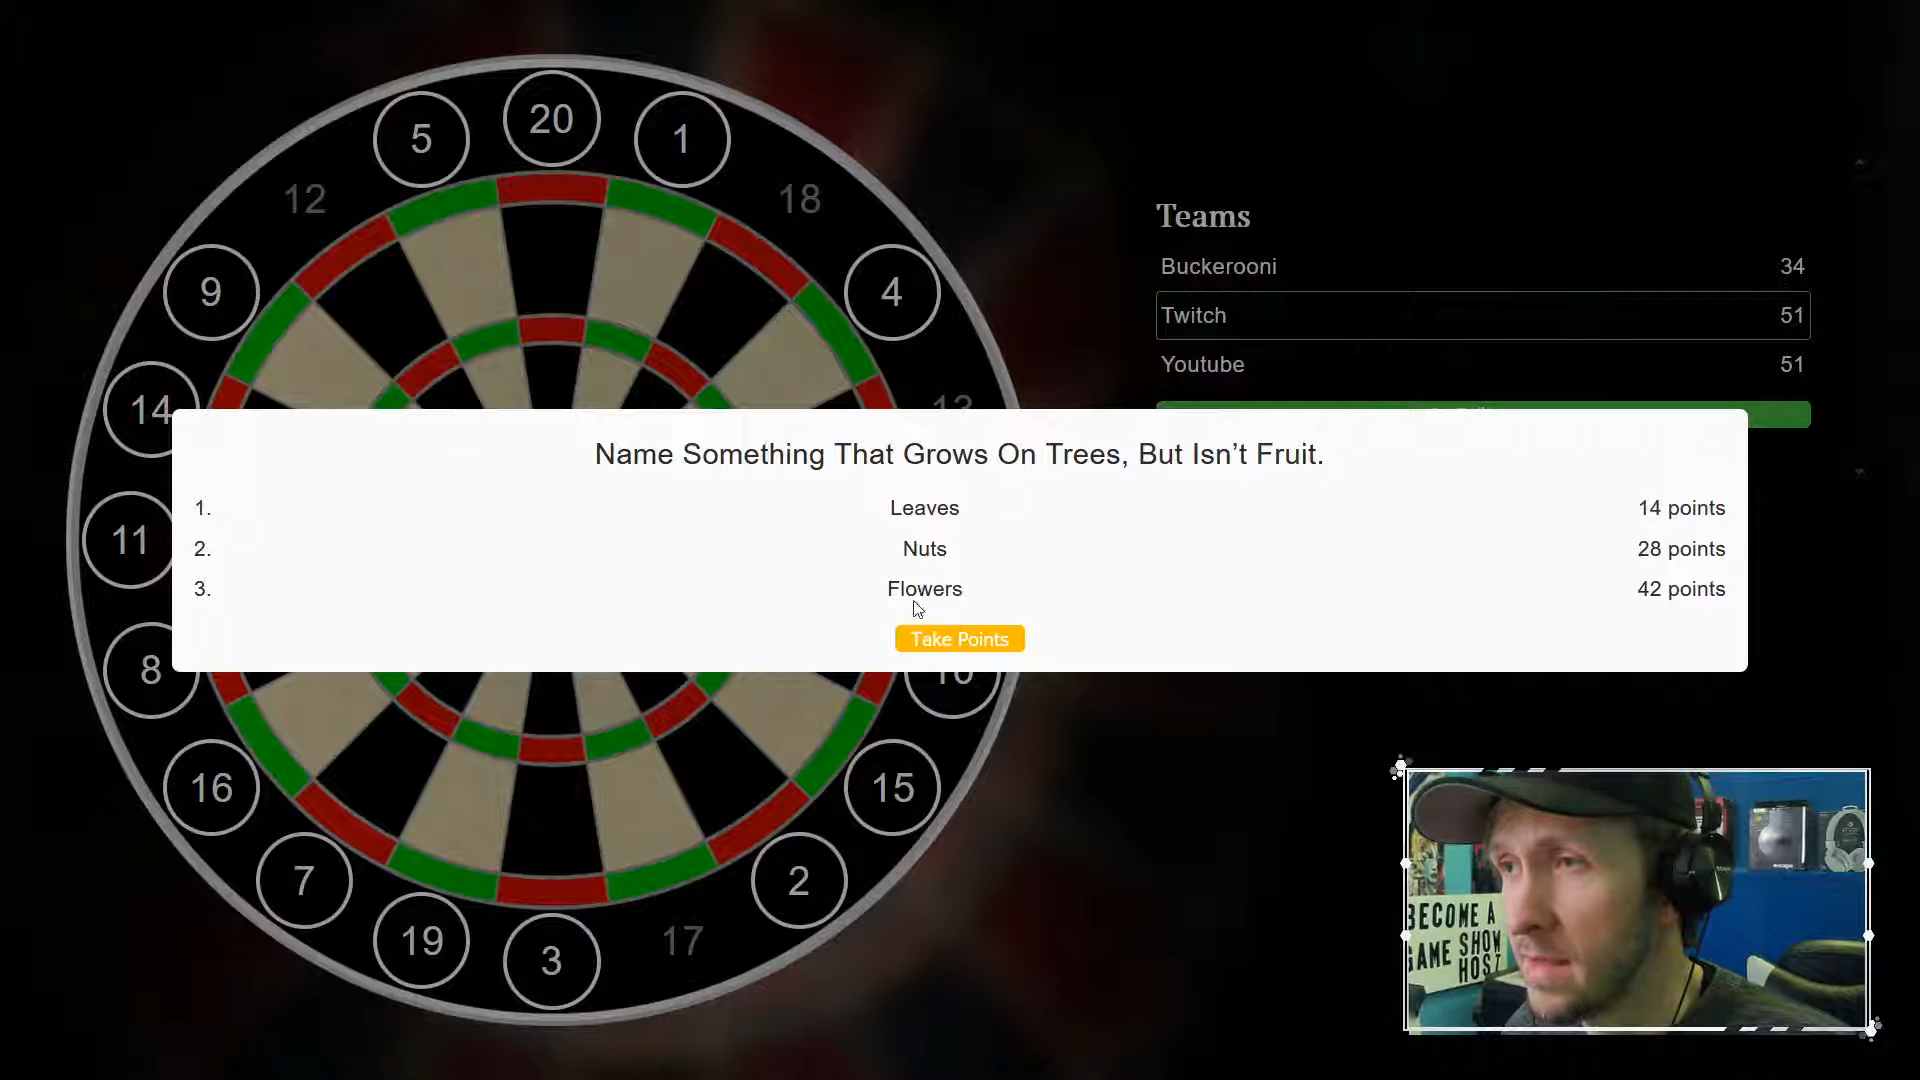 20
5
1
12
18
9
4
14
13
11
8
10
16
15
7
2
19
17
3
Teams
Buckerooni 34
Twitch 51
Youtube 51
Name Something That Grows On Trees, But Isn’t Fruit.
1. Leaves 14 points
2. Nuts 28 points
3. Flowers 42 points
Take Points
BECOME A
GAME SHOW
HOST